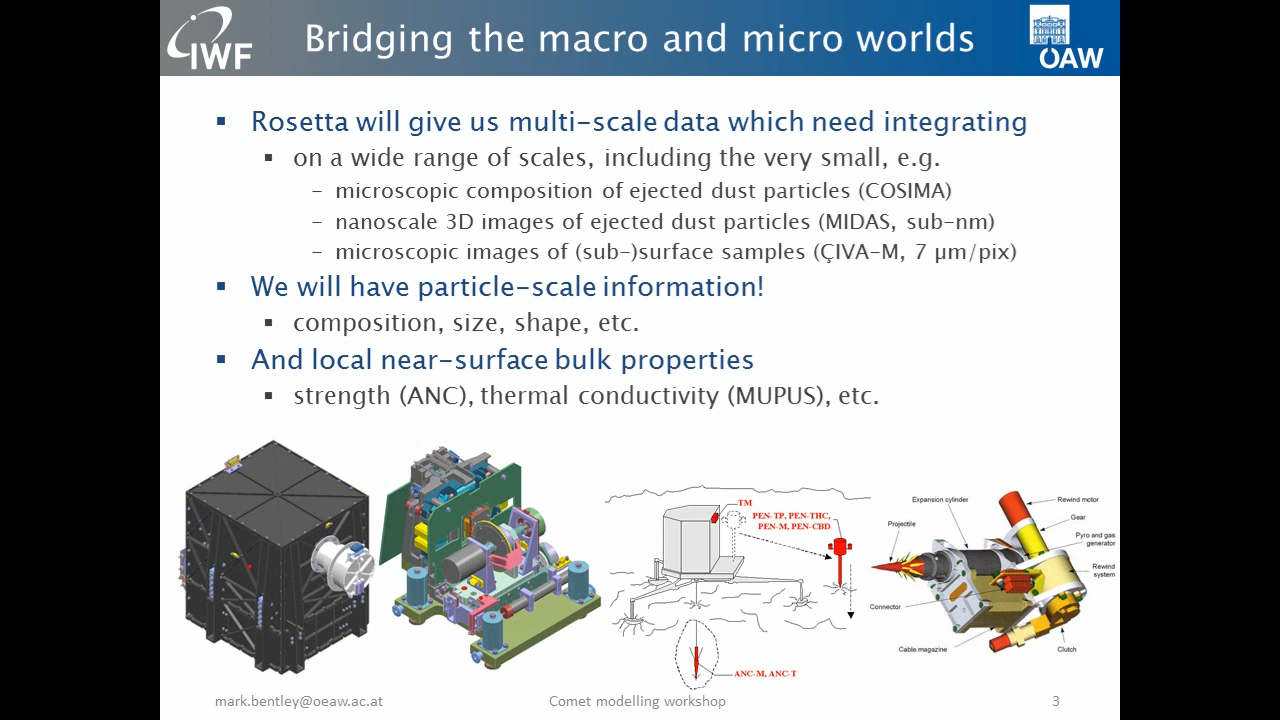 IWF
Bridging the macro and micro worlds
ÖAW
▪ Rosetta will give us multi-scale data which need integrating
▪ on a wide range of scales, including the very small, e.g.
– microscopic composition of ejected dust particles (COSIMA)
– nanoscale 3D images of ejected dust particles (MIDAS, sub-nm)
– microscopic images of (sub-)surface samples (ÇIVA-M, 7 µm/pix)
▪ We will have particle-scale information!
▪ composition, size, shape, etc.
▪ And local near-surface bulk properties
▪ strength (ANC), thermal conductivity (MUPUS), etc.
TM
PEN-TP, PEN-THC,
PEN-M, PEN-CBD
ANC-M, ANC-T
Expansion cylinder
Rewind motor
Projectile
Gear
Pyro and gas
generator
Rewind
system
Connector
Cable magazine
Clutch
mark.bentley@oeaw.ac.at
Comet modelling workshop
3